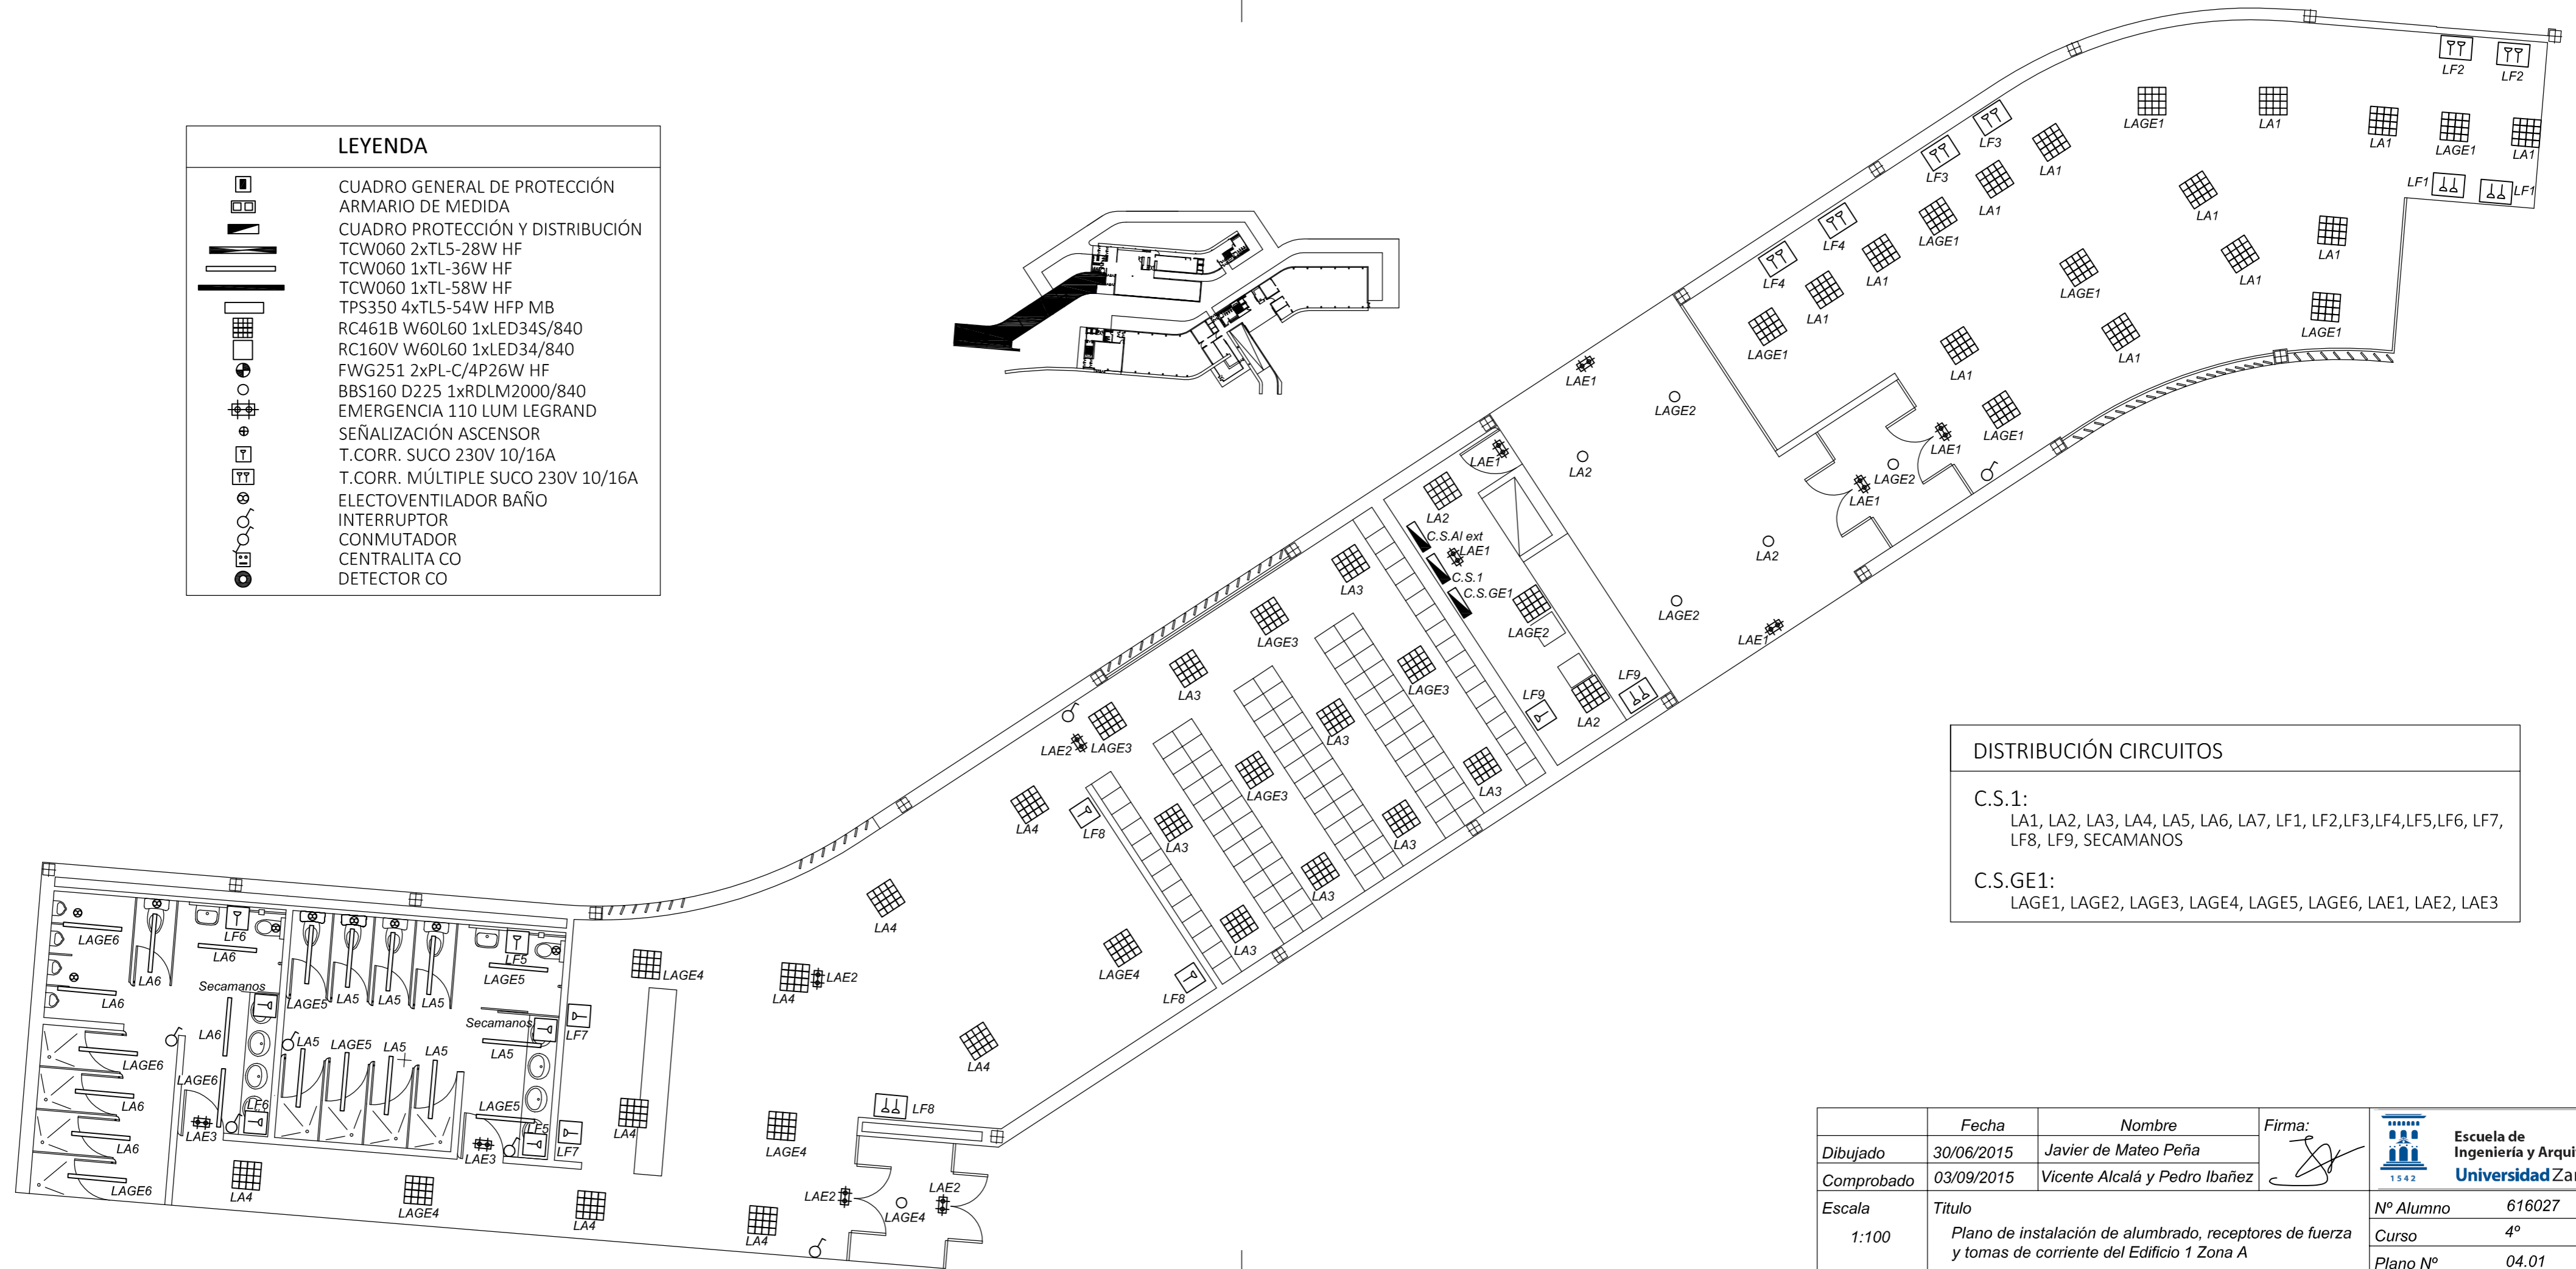 LEYENDA
CUADRO GENERAL DE PROTECCIÓN
ARMARIO DE MEDIDA
CUADRO PROTECCIÓN Y DISTRIBUCIÓN
TCW060 2xTL5-28W HF
TCW060 1xTL-36W HF
TCW060 1xTL-58W HF
TPS350 4xTL5-54W HFP MB
RC461B W60L60 1xLED34S/840
RC160V W60L60 1xLED34/840
FWG251 2xPL-C/4P26W HF
BBS160 D225 1xRDLM2000/840
EMERGENCIA 110 LUM LEGRAND
SEÑALIZACIÓN ASCENSOR
T.CORR. SUCO 230V 10/16A
T.CORR. MÚLTIPLE SUCO 230V 10/16A
ELECTOVENTILADOR BAÑO
INTERRUPTOR
CONMUTADOR
CENTRALITA CO
DETECTOR CO
LF2
LF2
LAGE1
LA1
LA1
LAGE1
LA1
LF3
LF3
LA1
LA1
LAGE1
LF1
LF1
LF4
LF4
LA1
LA1
LAGE1
LA1
LAGE1
LA1
LA1
LAGE1
LA1
LA1
LAGE1
LAGE1
LAE1
LAE1
LAGE2
LAE1
LAGE2
LA2
LA2
LAGE2
LAE1
LAE1
LA2
C.S.Al ext
LAE1
C.S.1
C.S.GE1
LAGE2
LF9
LF9
LA2
LA3
LAGE3
LA3
LAGE3
LAE2
LAGE3
LA3
LAGE3
LA3
LA3
LA3
LA3
LA3
LA4
LF8
LA4
LAGE4
LF8
LAGE4
LA4
LAE2
LA4
LF7
LF7
LA4
LAGE4
LF8
LAE2
LAE2
LAGE4
LA4
LA4
LAGE4
LA4
LAGE6
LA6
LF6
LA6
LA6
Secamanos
LAGE5
LA5
LA5
LA5
LF5
LAGE5
Secamanos
LA6
LA5
LAGE5
LA5
LA5
LA5
LAGE6
LAGE6
LA6
LF6
LA6
LAE3
LAGE6
LAGE5
LF5
LAE3
DISTRIBUCIÓN CIRCUITOS
C.S.1:
LA1, LA2, LA3, LA4, LA5, LA6, LA7, LF1, LF2,LF3,LF4,LF5,LF6, LF7,
LF8, LF9, SECAMANOS
C.S.GE1:
LAGE1, LAGE2, LAGE3, LAGE4, LAGE5, LAGE6, LAE1, LAE2, LAE3
Fecha Nombre Firma:
Dibujado 30/06/2015 Javier de Mateo Peña
Comprobado 03/09/2015 Vicente Alcalá y Pedro Ibañez
Escala Titulo
1:100 Plano de instalación de alumbrado, receptores de fuerza
y tomas de corriente del Edificio 1 Zona A
1542
Escuela de
Ingeniería y Arqui
Universidad Za
Nº Alumno 616027
Curso 4º
Plano Nº 04.01